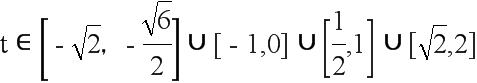 t ∈ [ - √2, - √6/2 ] ∪ [ - 1,0] ∪ [ 1/2 ,1 ] ∪ [√2,2]